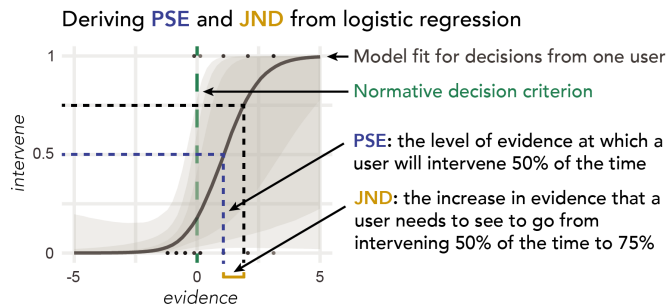 Deriving PSE and JND from logistic regression
1
Model fit for decisions from one user
Normative decision criterion
intervene
0.5
PSE: the level of evidence at which a
user will intervene 50% of the time
JND: the increase in evidence that a
user needs to see to go from
intervening 50% of the time to 75%
0
-5
0
5
evidence